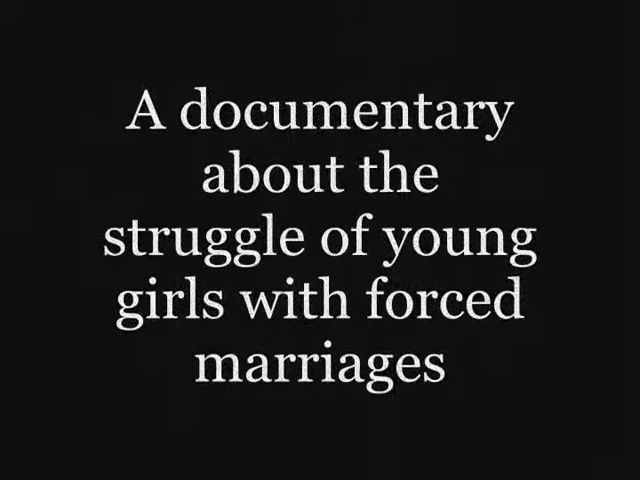 A documentary
about the
struggle of young
girls with forced
marriages